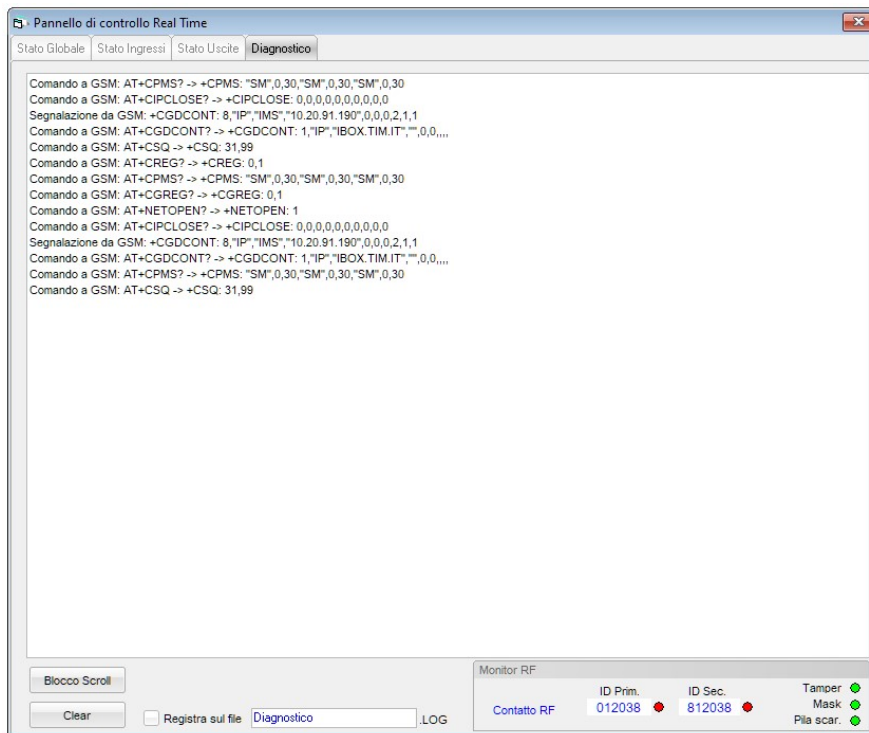 Pannello di controllo Real Time
Stato Globale Stato Ingressi Stato Uscite Diagnostico
Comando a GSM: AT+CPMS? -> +CPMS: "SM",0,30,"SM",0,30,"SM",0,30
Comando a GSM: AT+CIPCLOSE? -> +CIPCLOSE: 0,0,0,0,0,0,0,0,0,0
Segnalazione da GSM: +CGDCONT: 8,"IP","IMS","10.20.91.190",0,0,0,2,1,1
Comando a GSM: AT+CGDCONT? -> +CGDCONT: 1,"IP","IBOX.TIM.IT","",0,0,,,,
Comando a GSM: AT+CSQ -> +CSQ: 31,99
Comando a GSM: AT+CREG? -> +CREG: 0,1
Comando a GSM: AT+CPMS? -> +CPMS: "SM",0,30,"SM",0,30,"SM",0,30
Comando a GSM: AT+CGREG? -> +CGREG: 0,1
Comando a GSM: AT+NETOPEN? -> +NETOPEN: 1
Comando a GSM: AT+CIPCLOSE? -> +CIPCLOSE: 0,0,0,0,0,0,0,0,0,0
Segnalazione da GSM: +CGDCONT: 8,"IP","IMS","10.20.91.190",0,0,0,2,1,1
Comando a GSM: AT+CGDCONT? -> +CGDCONT: 1,"IP","IBOX.TIM.IT","",0,0,,,,
Comando a GSM: AT+CPMS? -> +CPMS: "SM",0,30,"SM",0,30,"SM",0,30
Comando a GSM: AT+CSQ -> +CSQ: 31,99
Blocco Scroll
Clear
Registra sul file Diagnostico .LOG
Monitor RF
ID Prim. ID Sec.
Contatto RF 012038 812038
Tamper
Mask
Pila scar.